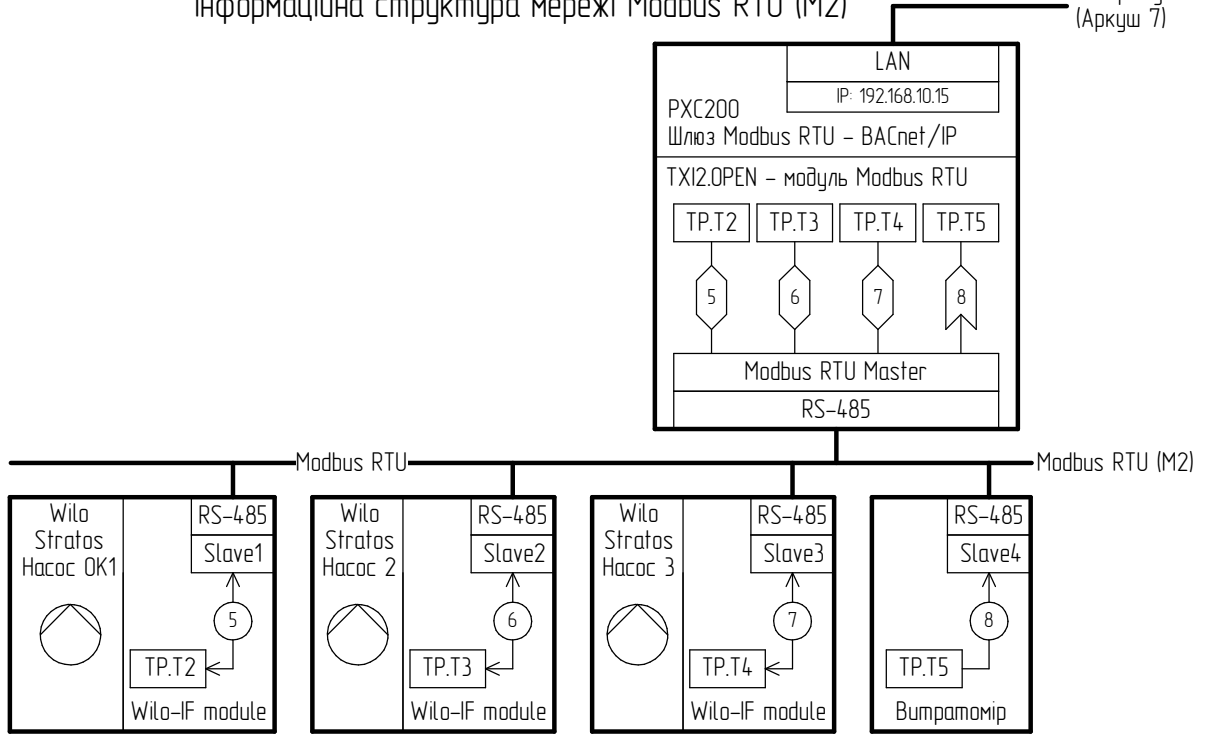 Інформаційна структура мережі Modbus RTU (M2)
(Аркуш 7)
LAN
IP: 192.168.10.15
PXC200
Шлюз Modbus RTU – BACnet/IP
TXI2.OPEN – модуль Modbus RTU
TP.T2 TP.T3 TP.T4 TP.T5
5 6 7 8
Modbus RTU Master
RS-485
Modbus RTU
Modbus RTU (M2)
Wilo
Stratos
Насос ОК1
RS-485
Slave1
5
TP.T2
Wilo-IF module
Wilo
Stratos
Насос 2
RS-485
Slave2
6
TP.T3
Wilo-IF module
Wilo
Stratos
Насос 3
RS-485
Slave3
7
TP.T4
Wilo-IF module
RS-485
Slave4
8
TP.T5
Витратомір